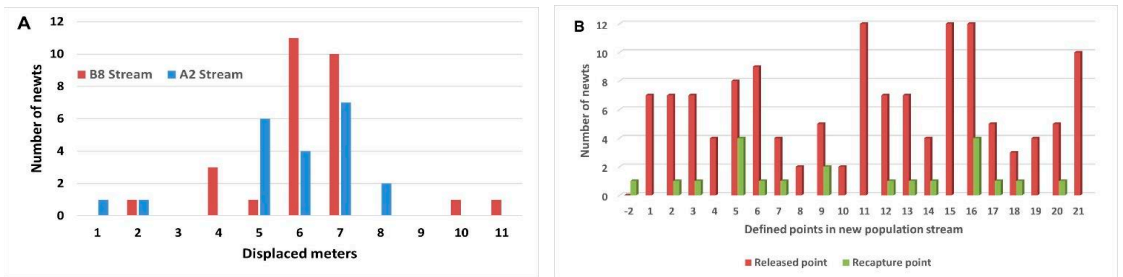 A
12
10
8
6
4
2
0
Number of newts
B8 Stream A2 Stream
1 2 3 4 5 6 7 8 9 10 11
Displaced meters
B
12
10
8
6
4
2
0
Number of newts
-2 1 2 3 4 5 6 7 8 9 10 11 12 13 14 15 16 17 18 19 20 21
Defined points in new population stream
Released point Recapture point